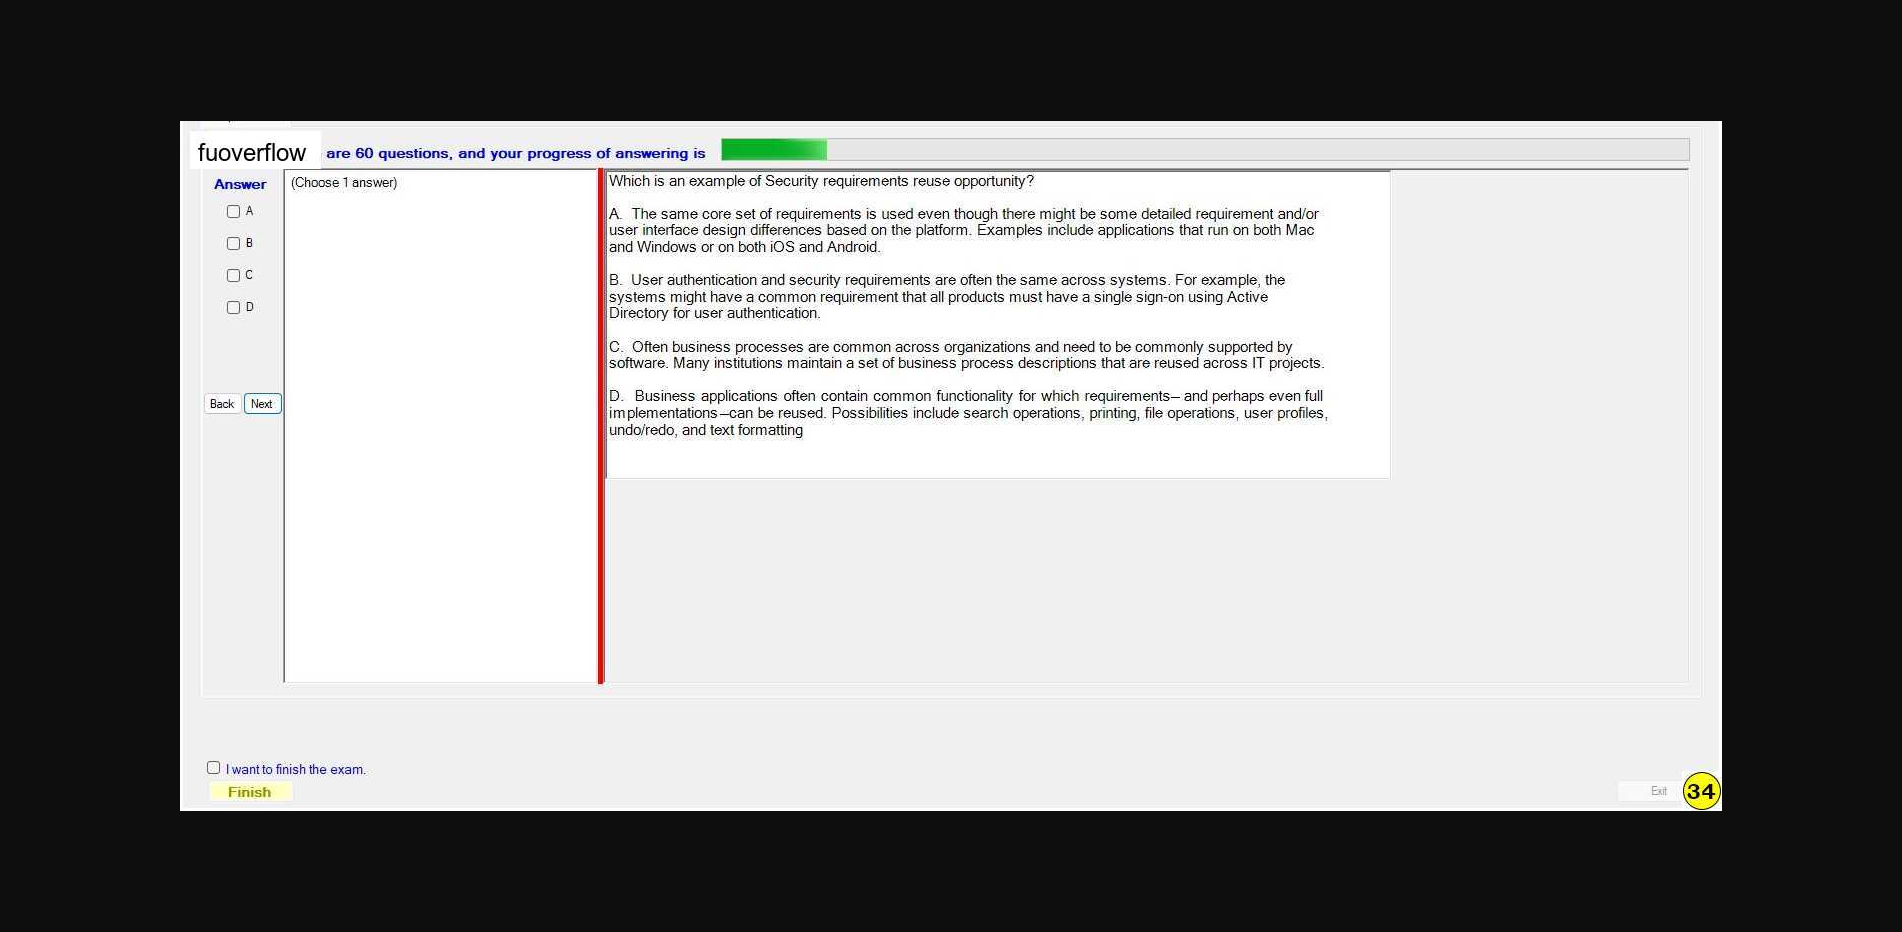 fuoverflow are 60 questions, and your progress of answering is
Answer
(Choose 1 answer)
A
B
C
D
Back Next
Which is an example of Security requirements reuse opportunity?
A. The same core set of requirements is used even though there might be some detailed requirement and/or
user interface design differences based on the platform. Examples include applications that run on both Mac
and Windows or on both iOS and Android.
B. User authentication and security requirements are often the same across systems. For example, the
systems might have a common requirement that all products must have a single sign-on using Active
Directory for user authentication.
C. Often business processes are common across organizations and need to be commonly supported by
software. Many institutions maintain a set of business process descriptions that are reused across IT projects.
D. Business applications often contain common functionality for which requirements– and perhaps even full
implementations–can be reused. Possibilities include search operations, printing, file operations, user profiles,
undo/redo, and text formatting
I want to finish the exam.
Finish
Exit
34